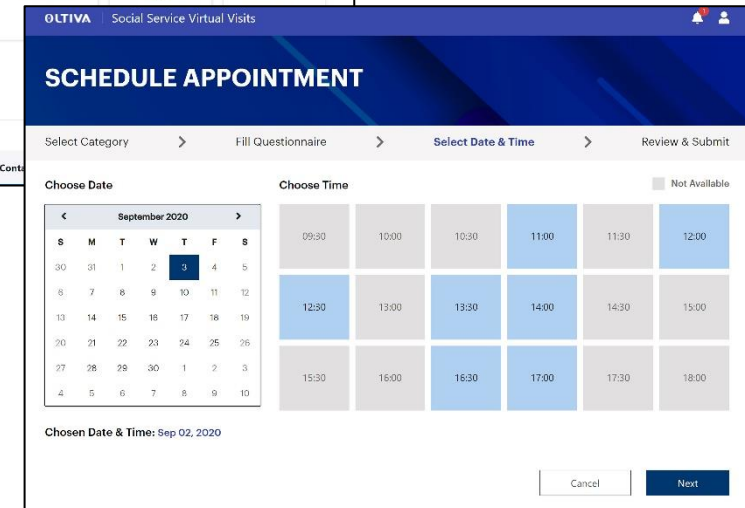 OLTIVA Social Service Virtual Visits
1
SCHEDULE APPOINTMENT
Select Category > Fill Questionnaire > Select Date & Time > Review & Submit
Conta
Choose Date
Choose Time
Not Available
< September 2020 >
S M T W T F S
30 31 1 2 3 4 5
6 7 8 9 10 11 12
13 14 15 16 17 18 19
20 21 22 23 24 25 26
27 28 29 30 1 2 3
4 5 6 7 8 9 10
09:30 10:00 10:30 11:00 11:30 12:00
12:30 13:00 13:30 14:00 14:30 15:00
15:30 16:00 16:30 17:00 17:30 18:00
Chosen Date & Time: Sep 02, 2020
Cancel Next